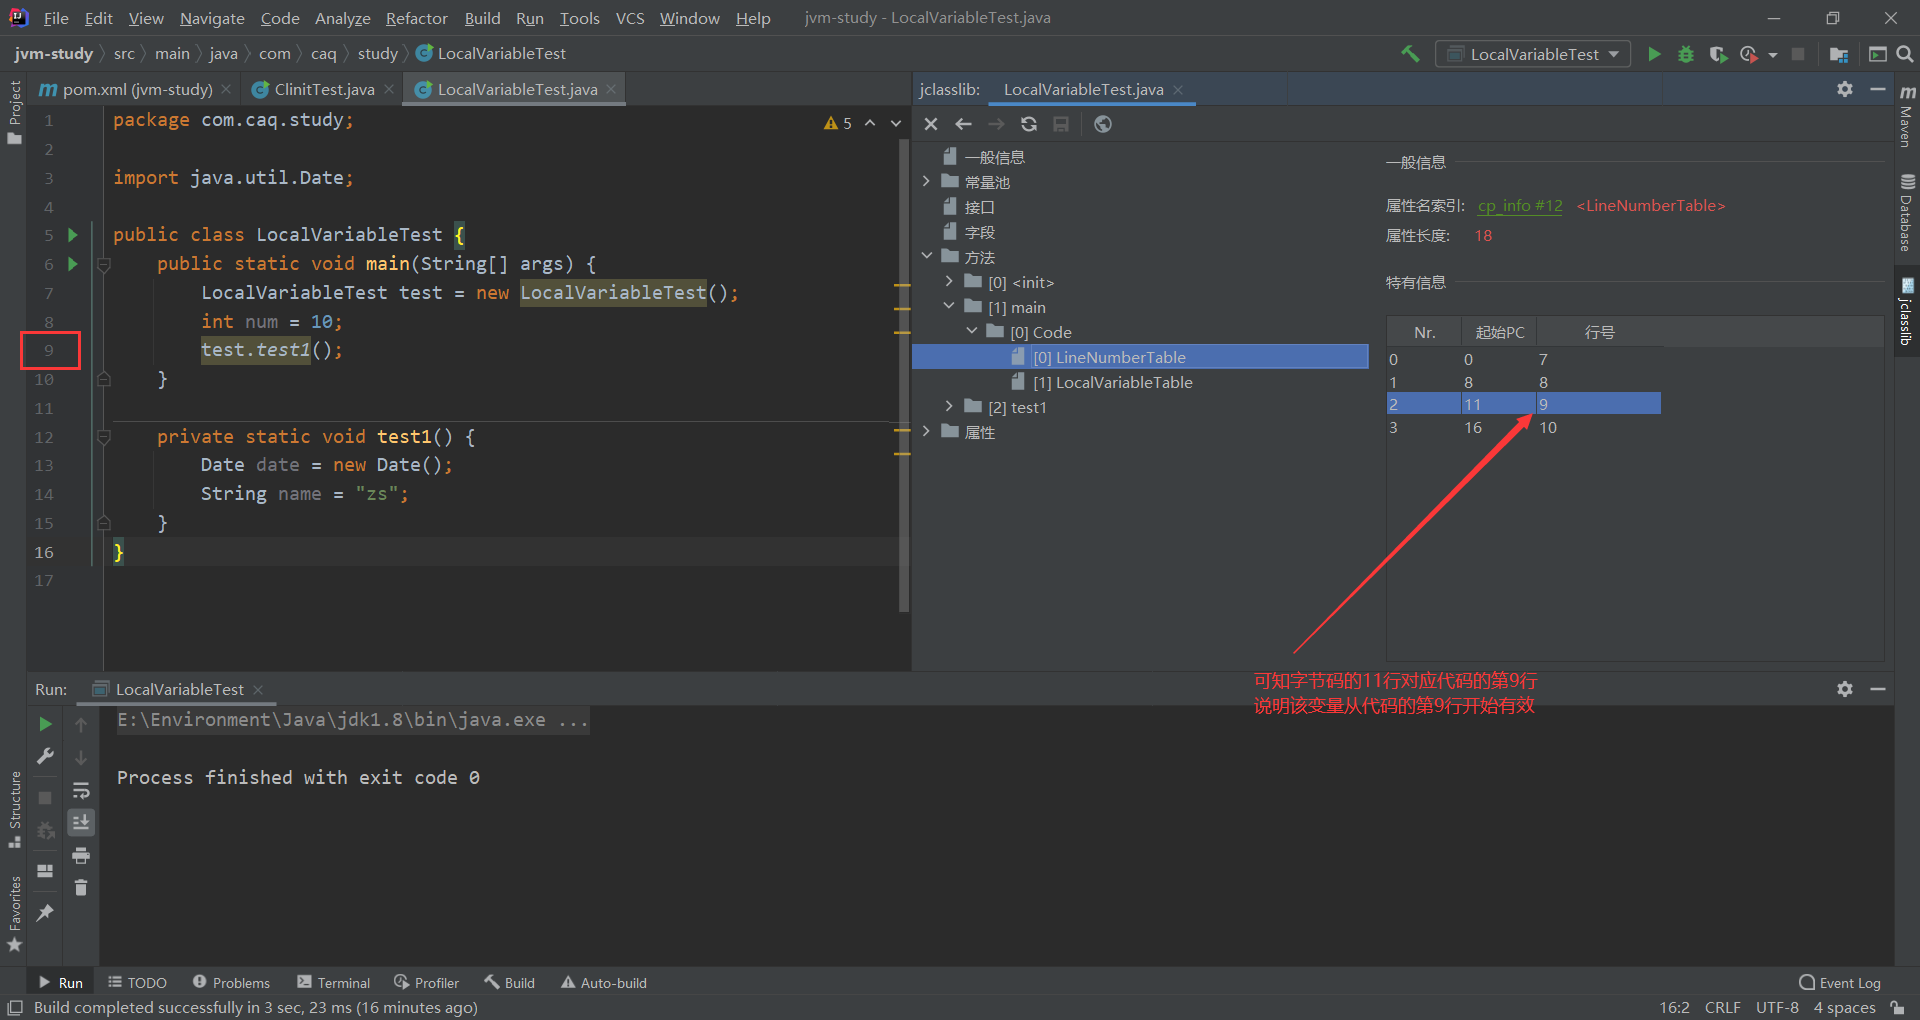 File Edit View Navigate Code Analyze Refactor Build Run Tools VCS Window Help jvm-study - LocalVariableTest.java
jvm-study src main java com caq study LocalVariableTest
LocalVariableTest
Project
pom.xml (jvm-study) ClinitTest.java LocalVariableTest.java
jclasslib: LocalVariableTest.java
1 package com.caq.study;
5
2
3 import java.util.Date;
4
5 public class LocalVariableTest {
6 public static void main(String[] args) {
7 LocalVariableTest test = new LocalVariableTest();
8 int num = 10;
9 test.test1();
10 }
11
12 private static void test1() {
13 Date date = new Date();
14 String name = "zs";
15 }
16 }
17
一般信息
常量池
接口
字段
方法
[0] <init>
[1] main
[0] Code
[0] LineNumberTable
[1] LocalVariableTable
[2] test1
属性
一般信息
属性名索引: cp_info #12 <LineNumberTable>
属性长度: 18
特有信息
Nr. 起始PC 行号
0 0 7
1 8 8
2 11 9
3 16 10
可知字节码的11行对应代码的第9行
说明该变量从代码的第9行开始有效
Maven
Database
jclasslib
Run: LocalVariableTest
E:\Environment\Java\jdk1.8\bin\java.exe ...
Process finished with exit code 0
Structure
Favorites
Run TODO Problems Terminal Profiler Build Auto-build Event Log
Build completed successfully in 3 sec, 23 ms (16 minutes ago) 16:2 CRLF UTF-8 4 spaces